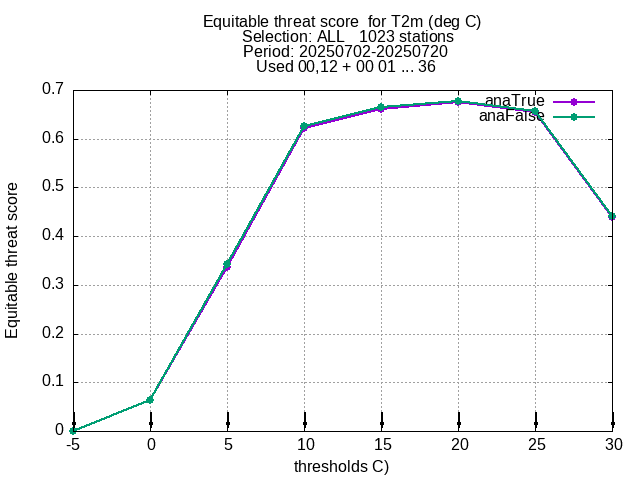 Equitable threat score  for T2m (deg C)
Selection: ALL   1023 stations
Period: 20250702-20250720
Used 00,12 + 00 01 ... 36
anaTrue
anaFalse
0.7
0.6
0.5
0.4
0.3
0.2
0.1
0
Equitable threat score
-5 0 5 10 15 20 25 30
thresholds C)